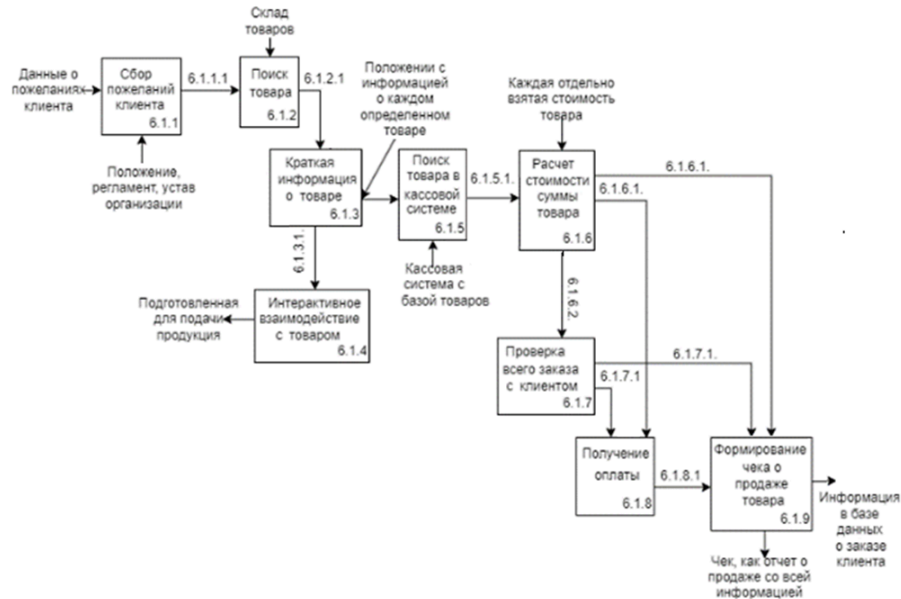 Склад
товаров
Данные о
пожеланиях
клиента
Сбор
пожеланий
клиента
6.1.1
6.1.1.1
Поиск
товара
6.1.2
6.1.2.1
Положение,
регламент, устав
организации
Положении с
информацией
о каждом
определенном
товаре
Краткая
информация
о товаре
6.1.3
6.1.3.1.
Поиск
товара в
кассовой
системе
6.1.5
6.1.5.1.
Кассовая
система с
базой товаров
Каждая отдельно
взятая стоимость
товара
Расчет
стоимости
суммы
товара
6.1.6
6.1.6.1.
6.1.6.1.
6.1.6.2.
Подготовленная
для подачи
продукция
Интерактивное
взаимодействие
с товаром
6.1.4
Проверка
всего заказа
с клиентом
6.1.7
6.1.7.1.
6.1.7.1
Получение
оплаты
6.1.8
6.1.8.1
Формирование
чека о
продаже
товара
6.1.9
Информация
в базе
данных
о заказе
клиента
Чек, как отчет о
продаже со всей
информацией